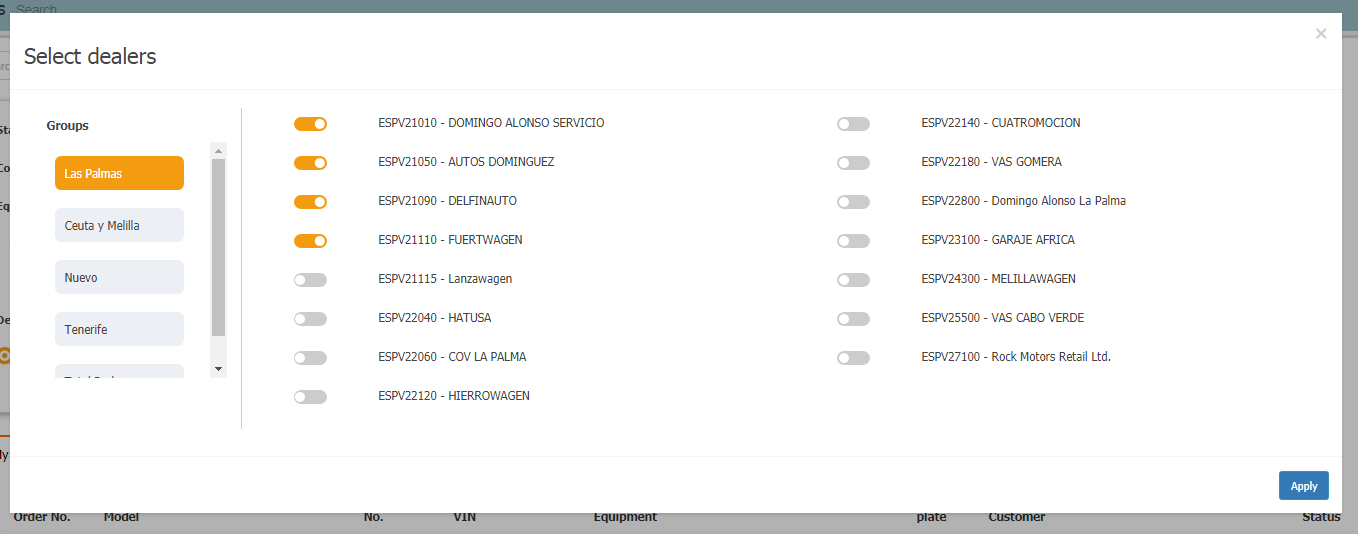 s Search
×
Select dealers
Groups
Las Palmas
Ceuta y Melilla
Nuevo
Tenerife
ESPV21010 - DOMINGO ALONSO SERVICIO
ESPV21050 - AUTOS DOMINGUEZ
ESPV21090 - DELFINAUTO
ESPV21110 - FUERTWAGEN
ESPV21115 - Lanzawagen
ESPV22040 - HATUSA
ESPV22060 - COV LA PALMA
ESPV22120 - HIERROWAGEN
ESPV22140 - CUATROMOCION
ESPV22180 - VAS GOMERA
ESPV22800 - Domingo Alonso La Palma
ESPV23100 - GARAJE AFRICA
ESPV24300 - MELILLAWAGEN
ESPV25500 - VAS CABO VERDE
ESPV27100 - Rock Motors Retail Ltd.
Apply
Order No. Model No. VIN Equipment plate Customer Status